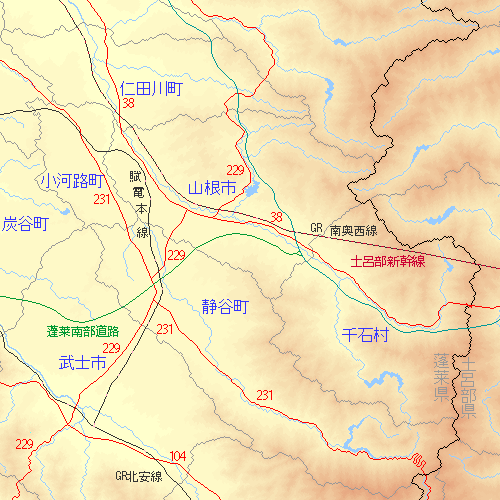 仁田川町
38
小河路町
231
賦電本線
229
山根市
炭谷町
38
GR 南奥西線
229
土呂部新幹線
静谷町
蓬莱南部道路
231
千石村
229
武士市
蓬莱県
土呂部県
231
229
104
GR北安線